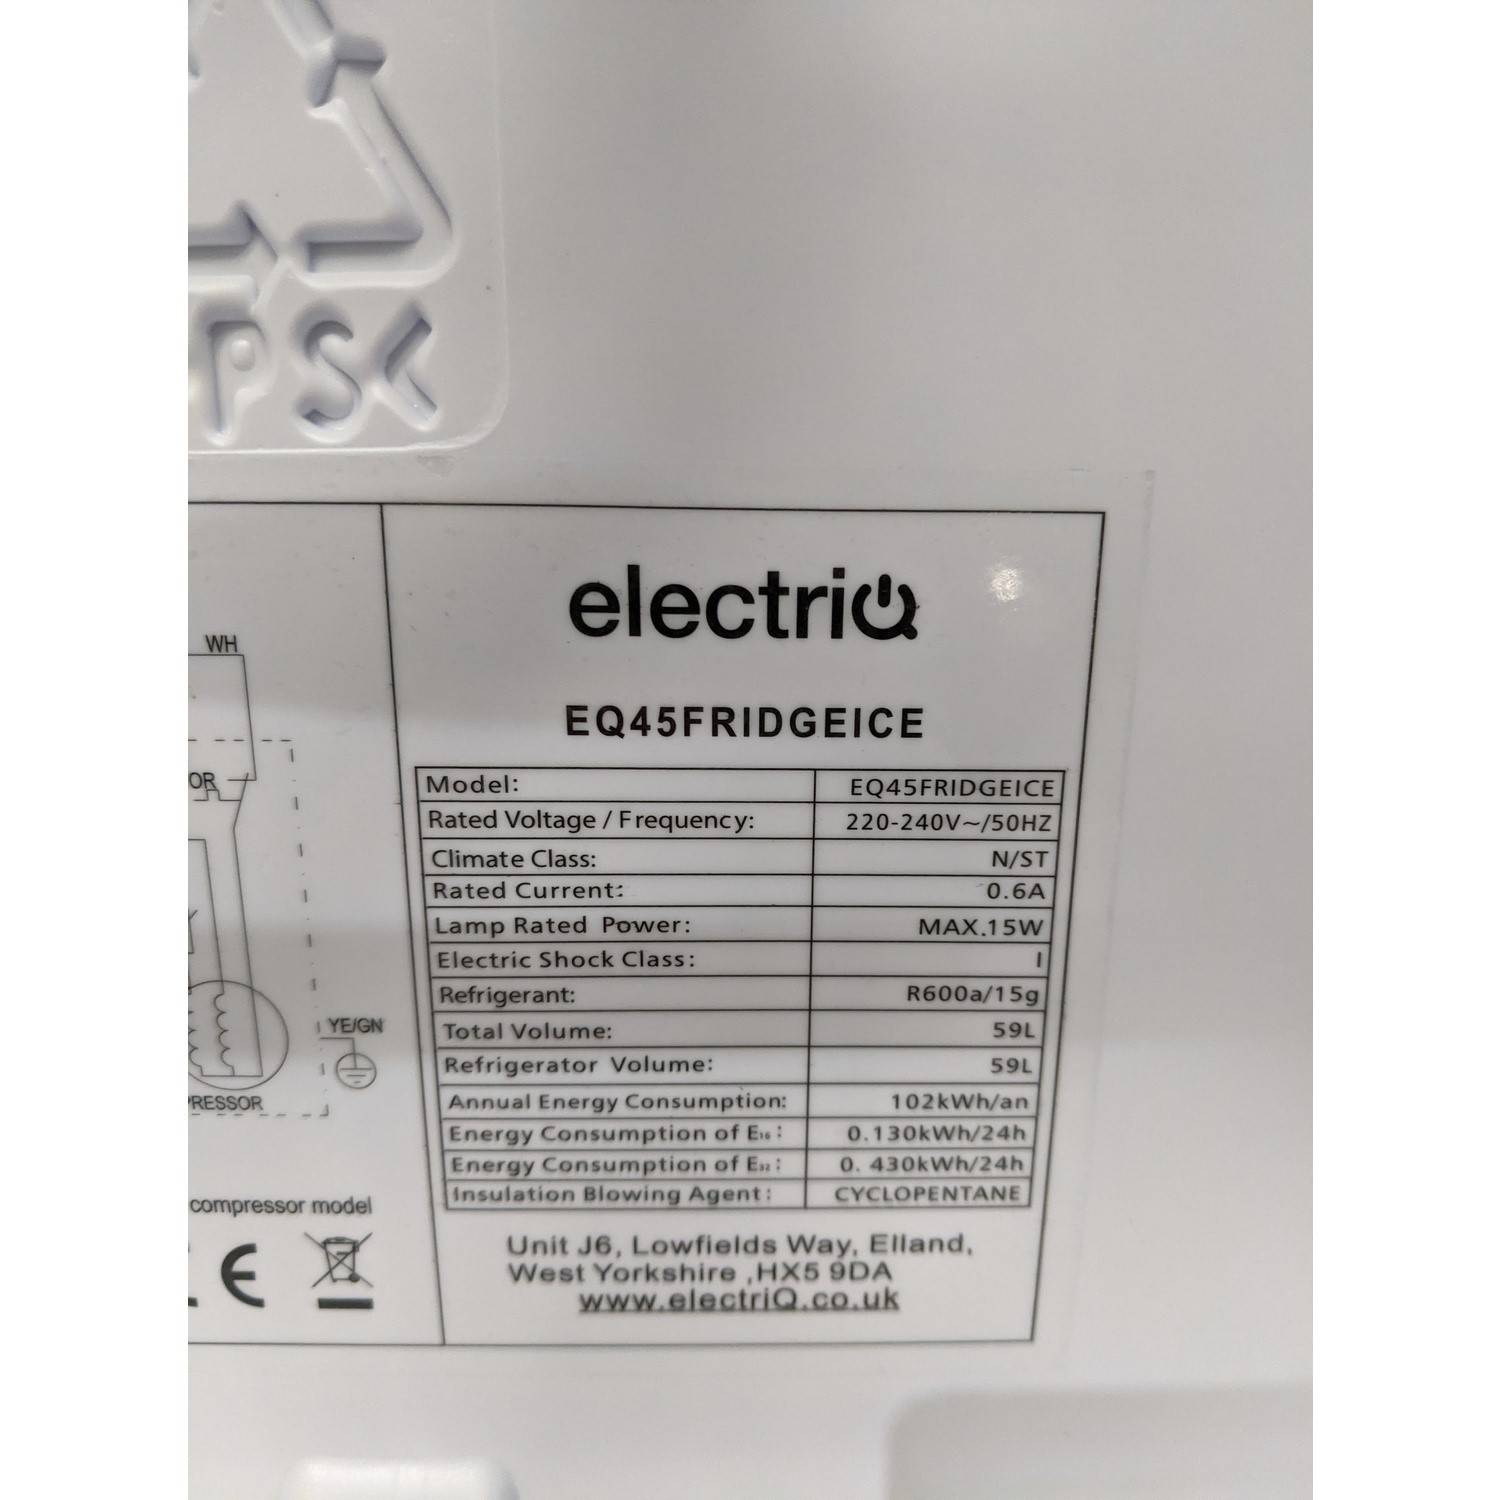 PS<
WH
OR
YE/GN
RESSOR
compressor model
CE
electriQ
EQ45FRIDGEICE
Model: EQ45FRIDGEICE
Rated Voltage / Frequency: 220-240V~/50HZ
Climate Class: N/ST
Rated Current: 0.6A
Lamp Rated Power: MAX.15W
Electric Shock Class: I
Refrigerant: R600a/15g
Total Volume: 59L
Refrigerator Volume: 59L
Annual Energy Consumption: 102kWh/an
Energy Consumption of E₁₆: 0.130kWh/24h
Energy Consumption of E₃₂: 0. 430kWh/24h
Insulation Blowing Agent: CYCLOPENTANE
Unit J6, Lowfields Way, Elland,
West Yorkshire ,HX5 9DA
www.electriQ.co.uk